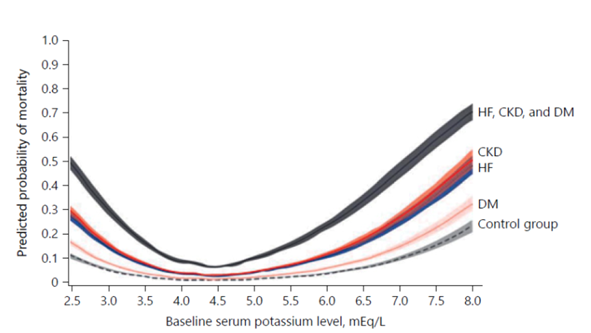 Predicted probability of mortality
1.0
0.9
0.8
0.7
0.6
0.5
0.4
0.3
0.2
0.1
0
HF, CKD, and DM
CKD
HF
DM
Control group
2.5 3.0 3.5 4.0 4.5 5.0 5.5 6.0 6.5 7.0 7.5 8.0
Baseline serum potassium level, mEq/L